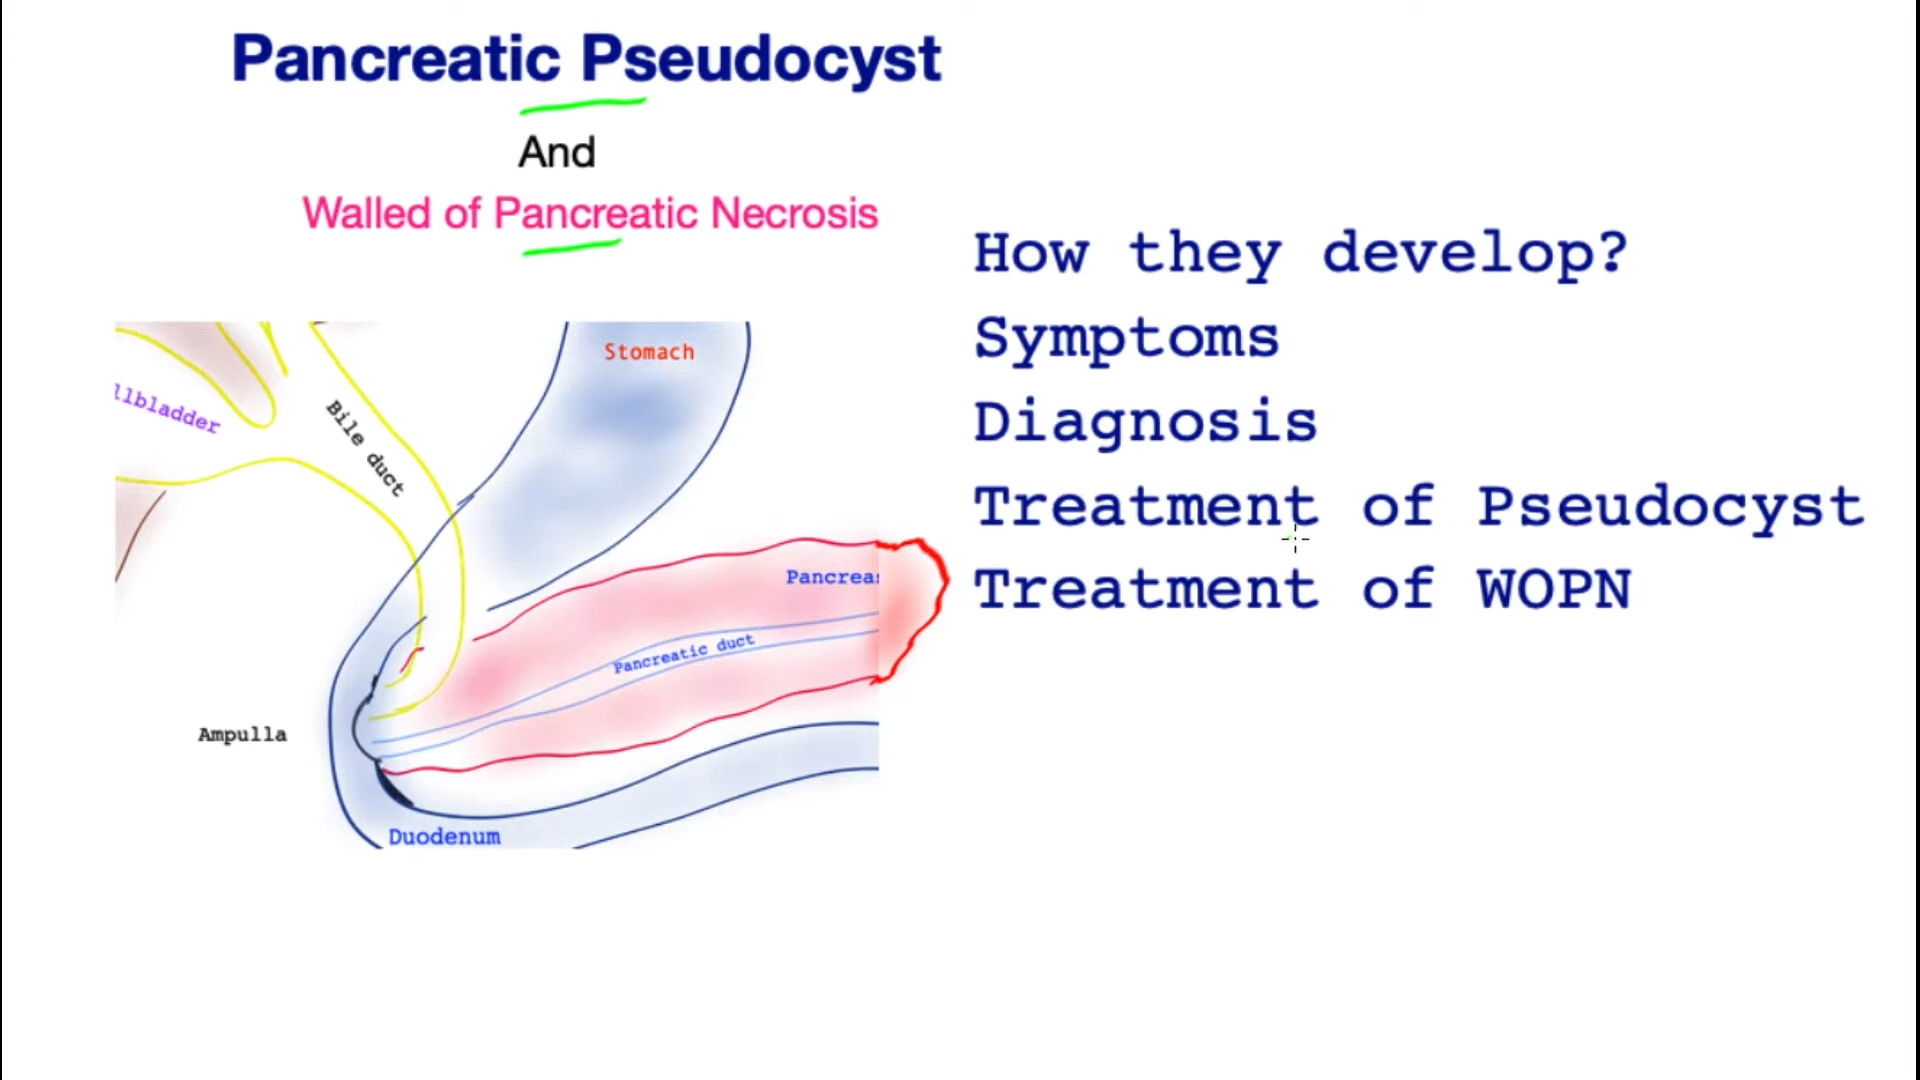 Pancreatic Pseudocyst
And
Walled of Pancreatic Necrosis
How they develop?
Symptoms
Diagnosis
Treatment of Pseudocyst
Treatment of WOPN
Stomach
llbladder
Bile duct
Pancreas
Pancreatic duct
Ampulla
Duodenum